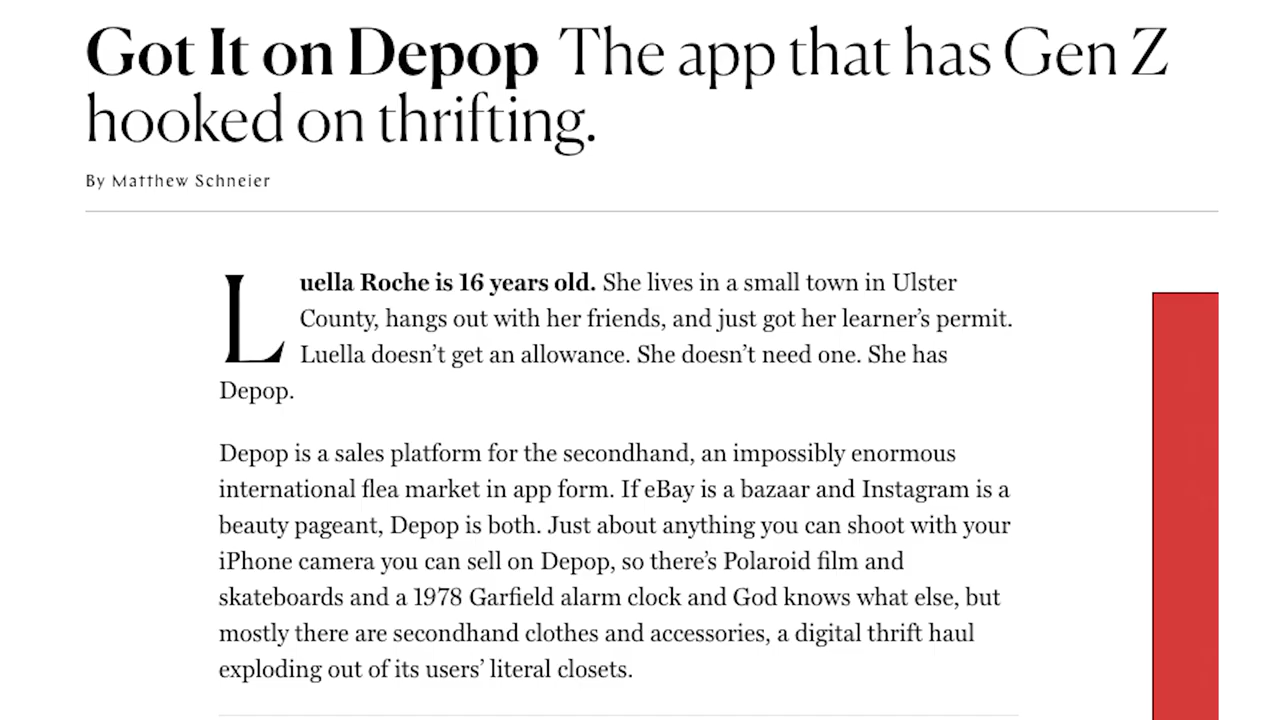 Got It on Depop The app that has Gen Z
hooked on thrifting.
By Matthew Schneier
Luella Roche is 16 years old. She lives in a small town in Ulster
County, hangs out with her friends, and just got her learner’s permit.
Luella doesn’t get an allowance. She doesn’t need one. She has
Depop.
Depop is a sales platform for the secondhand, an impossibly enormous
international flea market in app form. If eBay is a bazaar and Instagram is a
beauty pageant, Depop is both. Just about anything you can shoot with your
iPhone camera you can sell on Depop, so there’s Polaroid film and
skateboards and a 1978 Garfield alarm clock and God knows what else, but
mostly there are secondhand clothes and accessories, a digital thrift haul
exploding out of its users’ literal closets.